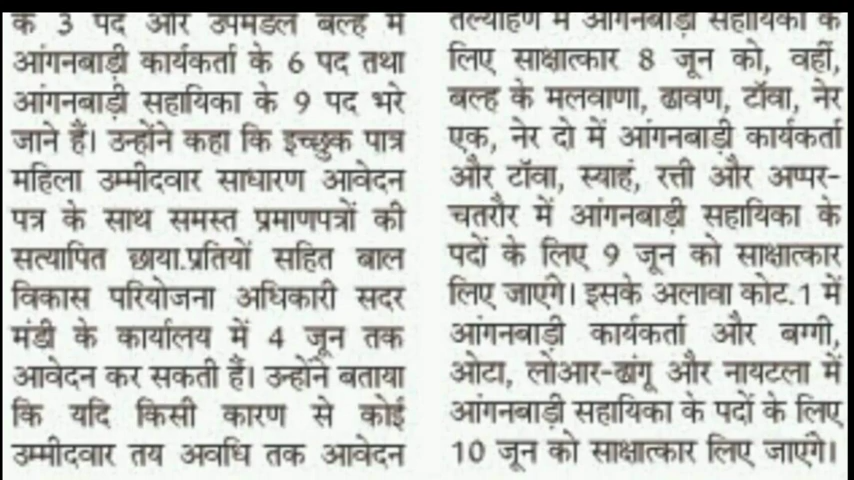 के 3 पद और उपमंडल बल्ह में
आंगनबाड़ी कार्यकर्ता के 6 पद तथा
आंगनबाड़ी सहायिका के 9 पद भरे
जाने हैं। उन्होंने कहा कि इच्छुक पात्र
महिला उम्मीदवार साधारण आवेदन
पत्र के साथ समस्त प्रमाणपत्रों की
सत्यापित छाया.प्रतियों सहित बाल
विकास परियोजना अधिकारी सदर
मंडी के कार्यालय में 4 जून तक
आवेदन कर सकती हैं। उन्होंने बताया
कि यदि किसी कारण से कोई
उम्मीदवार तय अवधि तक आवेदन
में आंगनबाड़ी सहायिका के
लिए साक्षात्कार 8 जून को, वहीं,
बल्ह के मलवाणा, ढावण, टॉवा, नेर
एक, नेर दो में आंगनबाड़ी कार्यकर्ता
और टॉवा, स्याहं, रत्ती और अप्पर-
चतरौर में आंगनबाड़ी सहायिका के
पदों के लिए 9 जून को साक्षात्कार
लिए जाएंगे। इसके अलावा कोट.1 में
आंगनबाड़ी कार्यकर्ता और बग्गी,
ओटा, लोआर-ढांगू और नायटला में
आंगनबाड़ी सहायिका के पदों के लिए
10 जून को साक्षात्कार लिए जाएंगे।